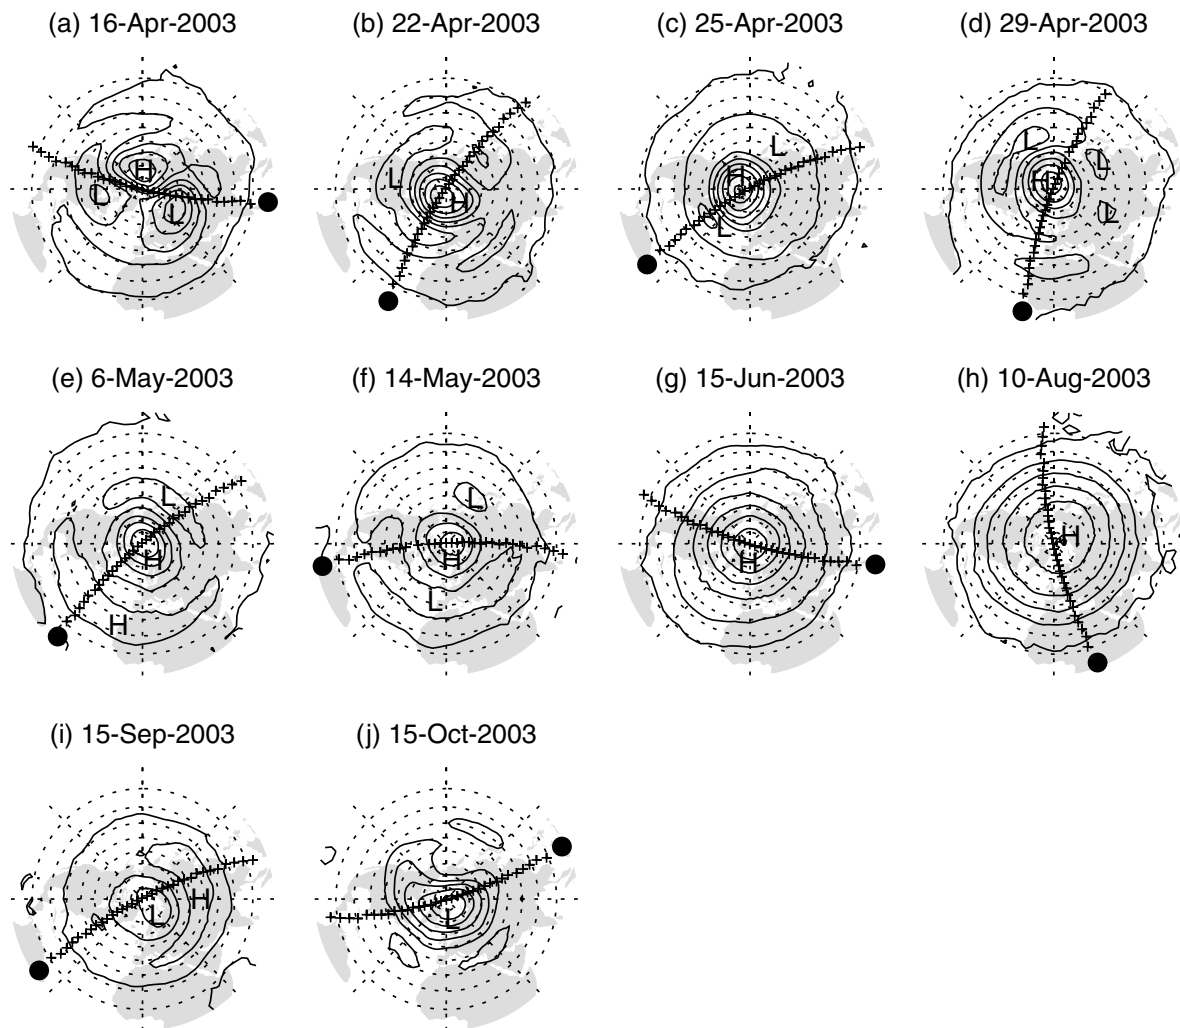 (a) 16-Apr-2003
(b) 22-Apr-2003
(c) 25-Apr-2003
(d) 29-Apr-2003
H
L
L
L
H
L
H
L
L
H
L
L
(e) 6-May-2003
(f) 14-May-2003
(g) 15-Jun-2003
(h) 10-Aug-2003
L
H
H
L
H
L
H
H
(i) 15-Sep-2003
(j) 15-Oct-2003
H
L
L